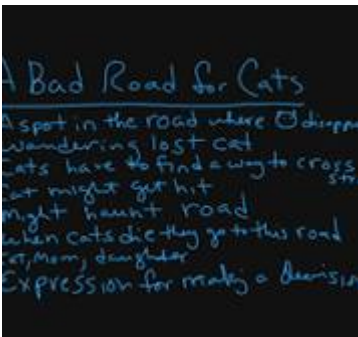 A Bad Road for Cats
A spot in the road where disapp
wandering lost cat
Cats have to find a way to cross
Cat might get hit
might haunt road
when cats die they go to this road
Cat, Mom, daughter
Expression for making a Decision